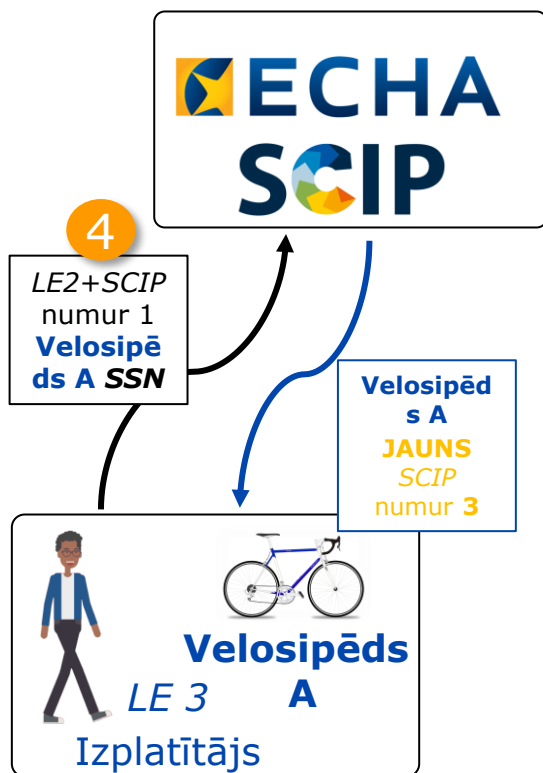 ECHA
SCIP
4
LE2+SCIP
numur 1
Velosipē
ds A SSN
Velosipēd
s A
JAUNS
SCIP
numur 3
Velosipēds
A
LE 3
Izplatītājs